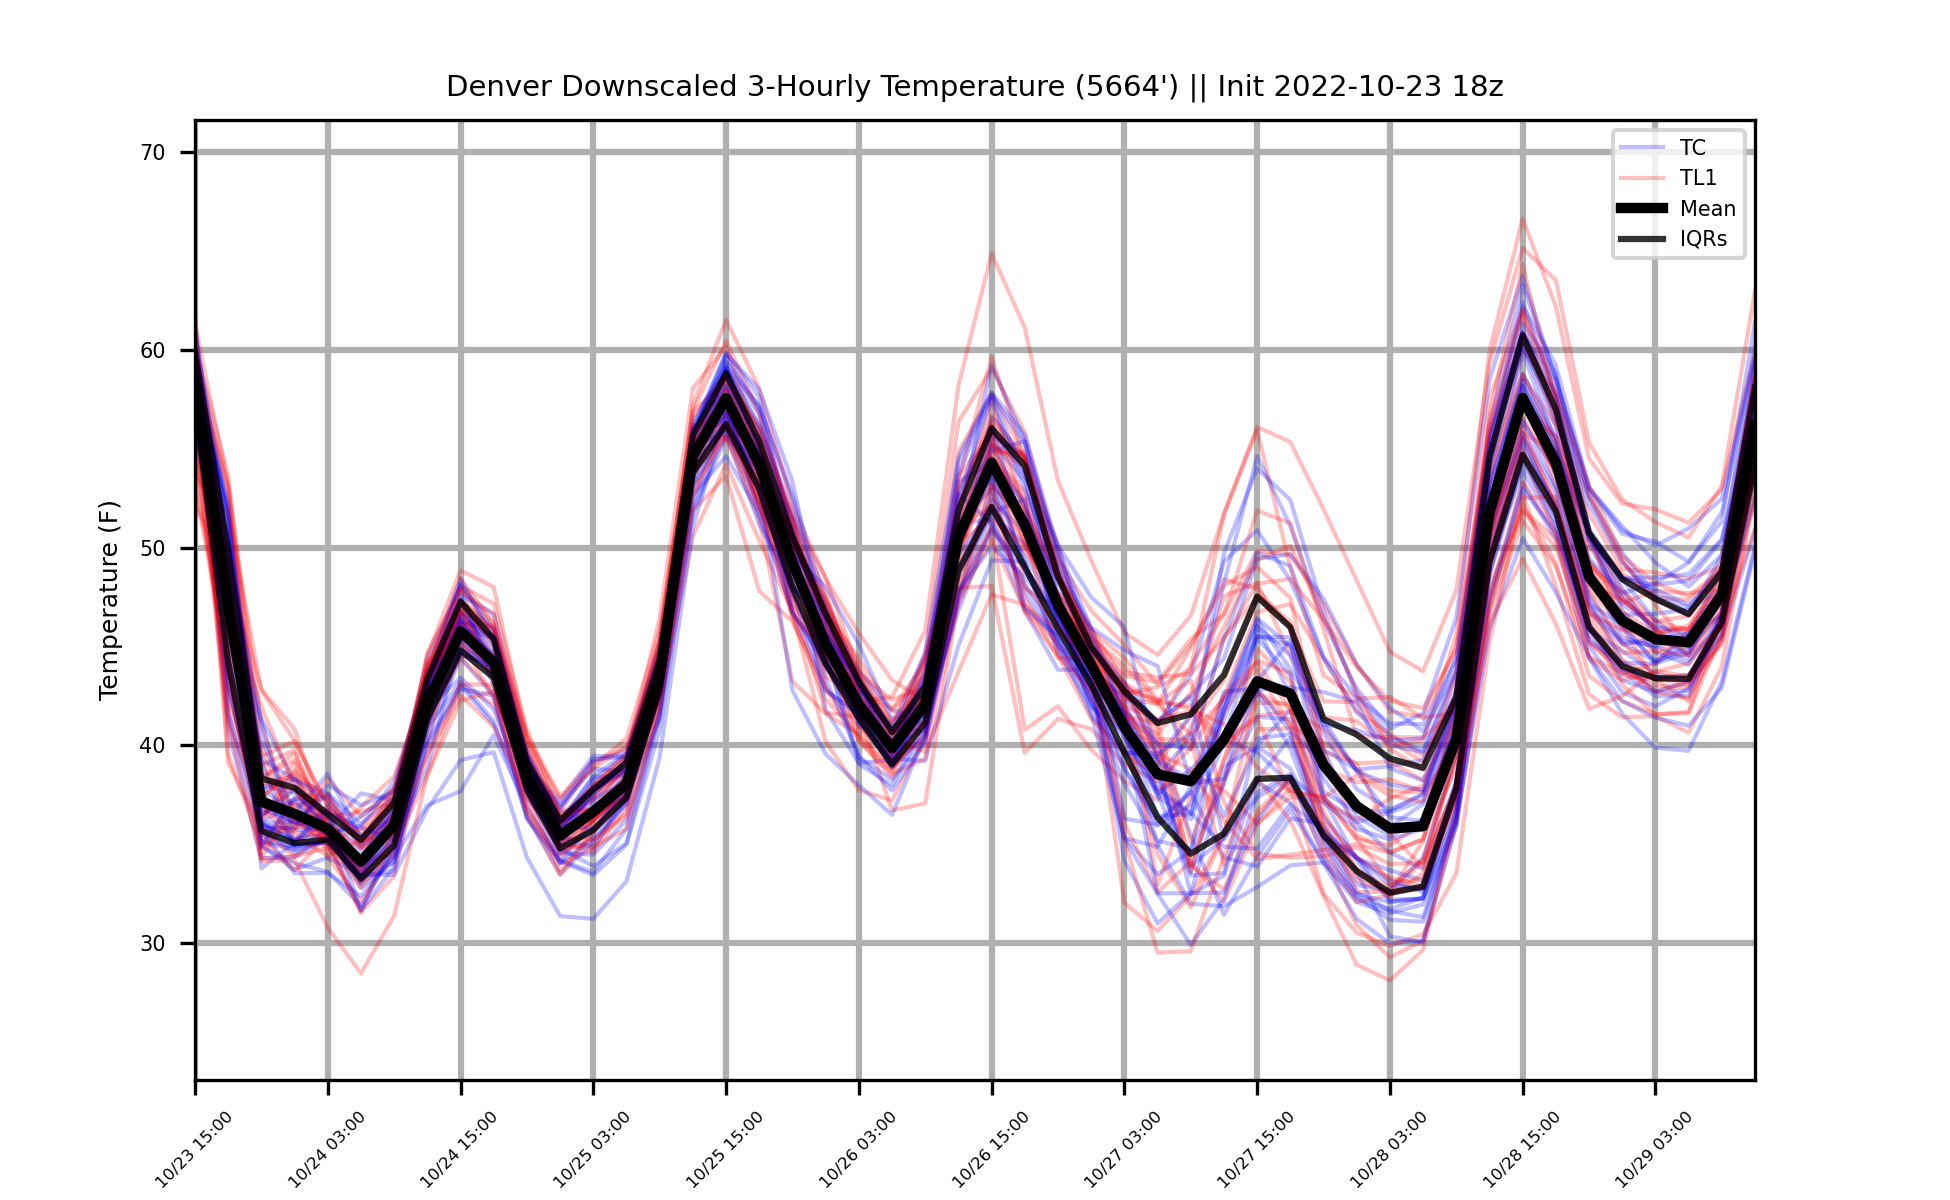 Denver Downscaled 3-Hourly Temperature (5664') || Init 2022-10-23 18z
TC
TL1
Mean
IQRs
Temperature (F)
70
60
50
40
30
10/23 15:00
10/24 03:00
10/24 15:00
10/25 03:00
10/25 15:00
10/26 03:00
10/26 15:00
10/27 03:00
10/27 15:00
10/28 03:00
10/28 15:00
10/29 03:00